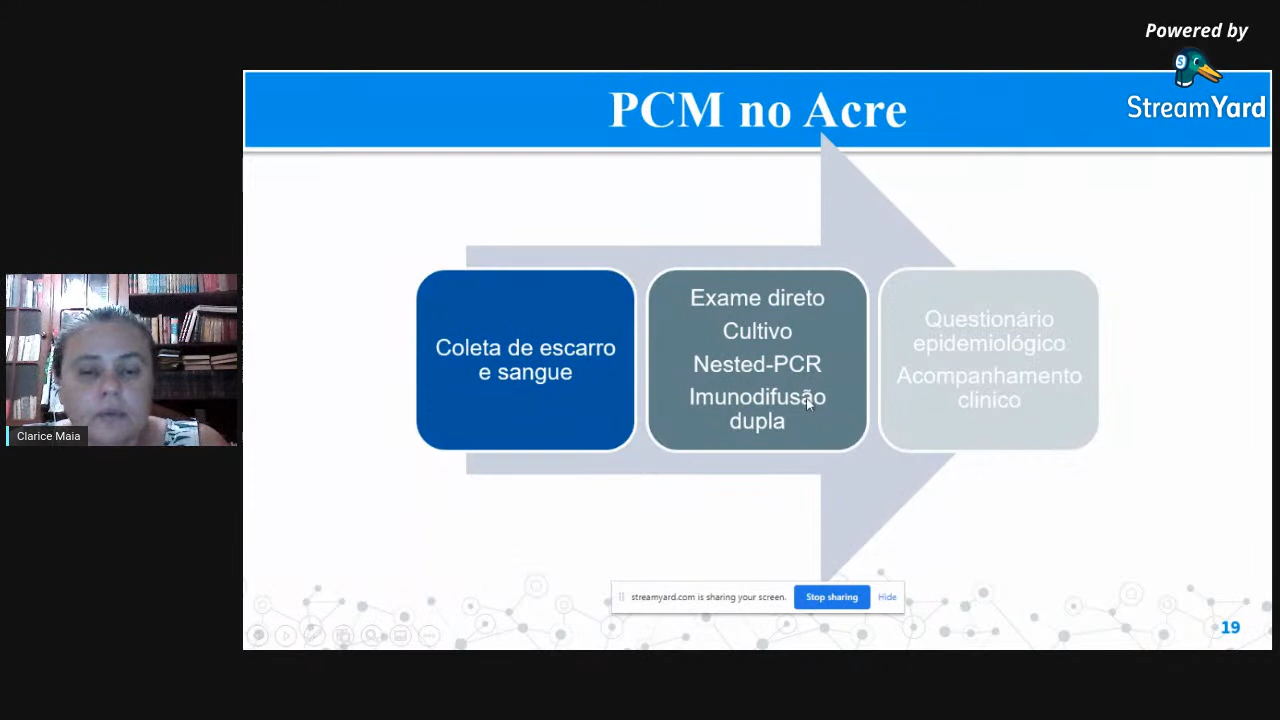 Powered by
StreamYard
PCM no Acre
Coleta de escarro
e sangue
Exame direto
Cultivo
Nested-PCR
Imunodifusão
dupla
Questionário
epidemiológico
Acompanhamento
clinico
Clarice Maia
streamyard.com is sharing your screen.
Stop sharing
Hide
19